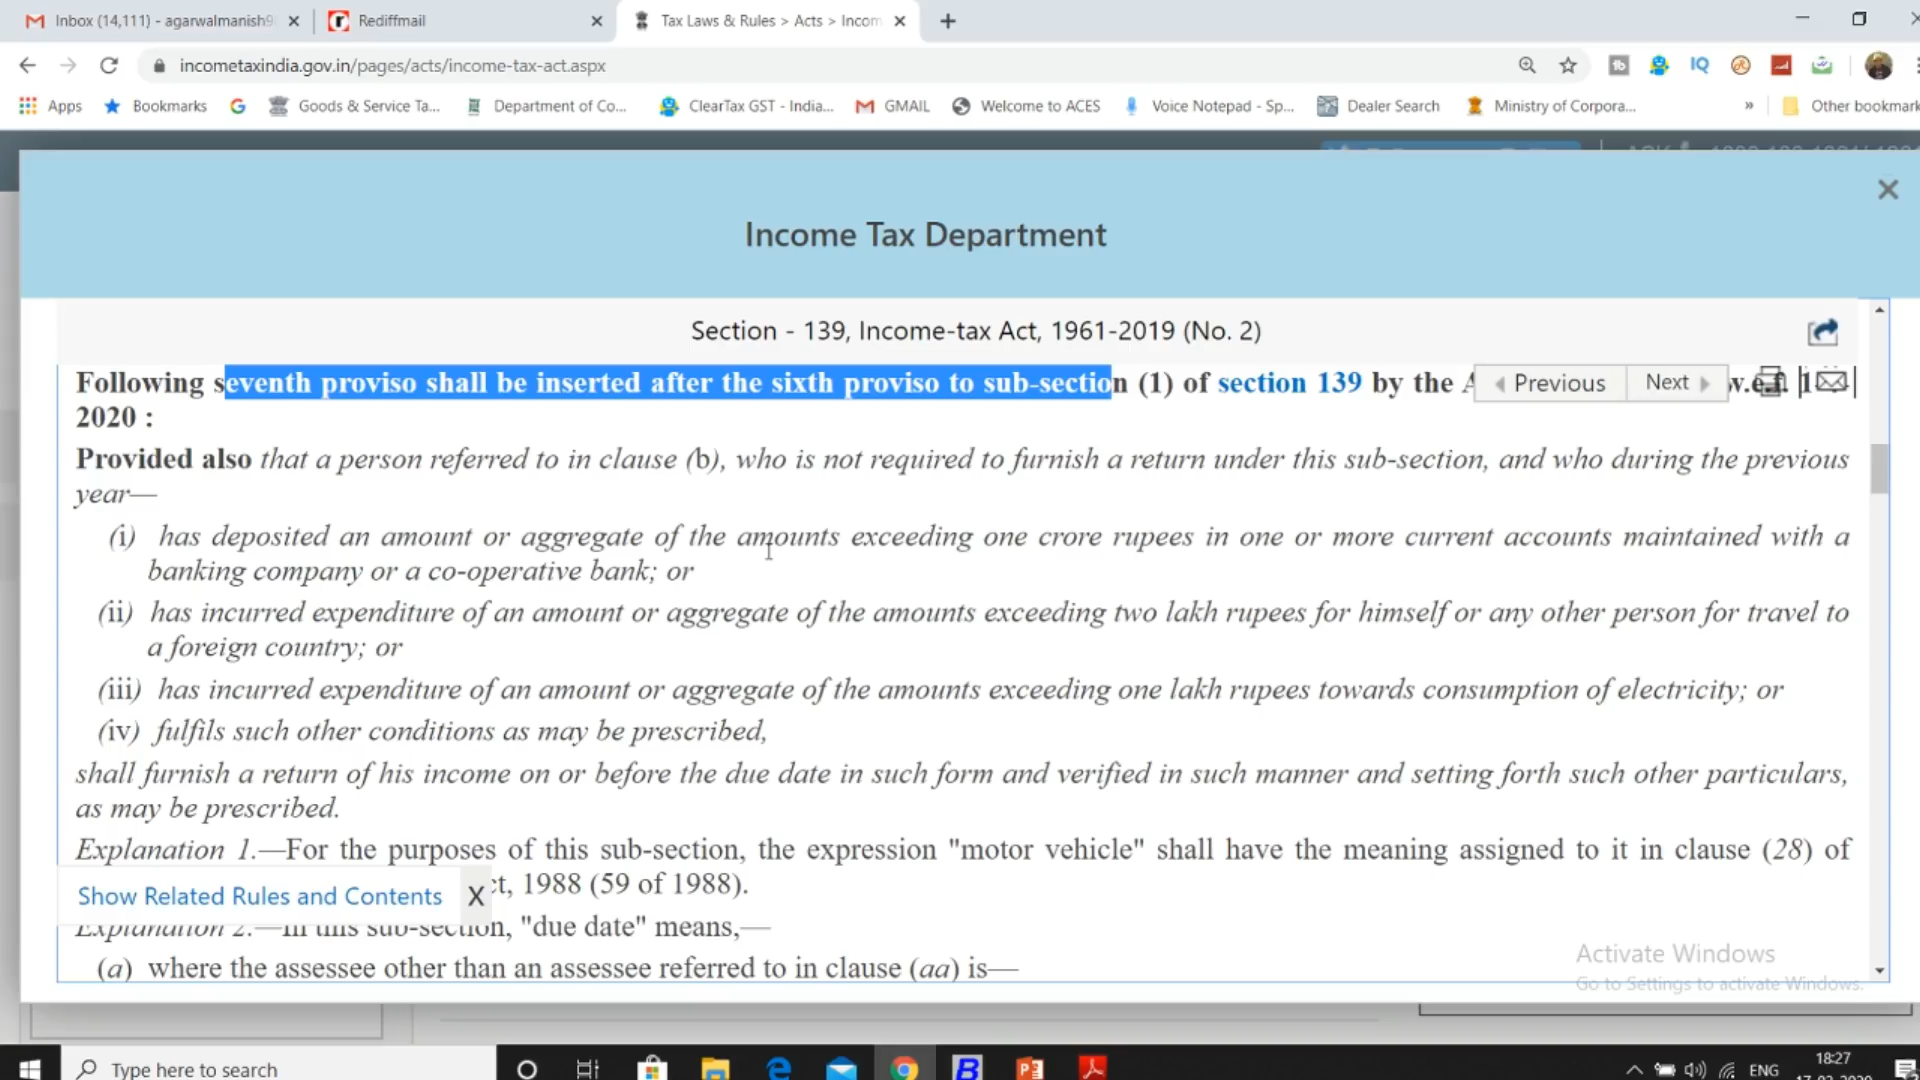 Inbox (14,111) - agarwalmanish9
Rediffmail
Tax Laws & Rules > Acts > Incom
incometaxindia.gov.in/pages/acts/income-tax-act.aspx
IQ
Apps Bookmarks Goods & Service Ta... Department of Co... ClearTax GST - India... GMAIL Welcome to ACES Voice Notepad - Sp... Dealer Search Ministry of Corpora... » Other bookmark
Income Tax Department
Section - 139, Income-tax Act, 1961-2019 (No. 2)
Following seventh proviso shall be inserted after the sixth proviso to sub-section (1) of section 139 by the Previous Next w.e.f. 1
2020 :
Provided also that a person referred to in clause (b), who is not required to furnish a return under this sub-section, and who during the previous
year—
(i) has deposited an amount or aggregate of the amounts exceeding one crore rupees in one or more current accounts maintained with a
banking company or a co-operative bank; or
(ii) has incurred expenditure of an amount or aggregate of the amounts exceeding two lakh rupees for himself or any other person for travel to
a foreign country; or
(iii) has incurred expenditure of an amount or aggregate of the amounts exceeding one lakh rupees towards consumption of electricity; or
(iv) fulfils such other conditions as may be prescribed,
shall furnish a return of his income on or before the due date in such form and verified in such manner and setting forth such other particulars,
as may be prescribed.
Explanation 1.—For the purposes of this sub-section, the expression "motor vehicle" shall have the meaning assigned to it in clause (28) of
Show Related Rules and Contents X ct, 1988 (59 of 1988).
Explanation 2.—In this sub-section, "due date" means,—
(a) where the assessee other than an assessee referred to in clause (aa) is—
Activate Windows
Go to Settings to activate Windows.
Type here to search
ENG
18:27